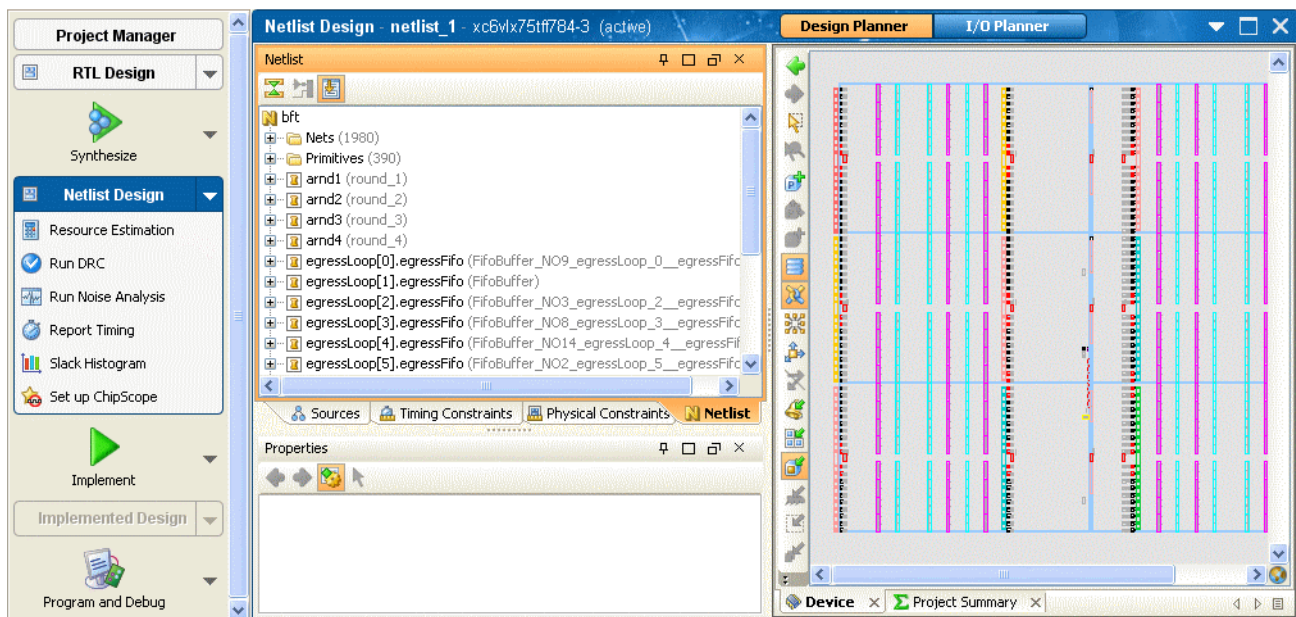 Project Manager
RTL Design
Synthesize
Netlist Design
Resource Estimation
Run DRC
Run Noise Analysis
Report Timing
Slack Histogram
Set up ChipScope
Implement
Implemented Design
Program and Debug
Netlist Design - netlist_1 - xc6vlx75tff784-3 (active)
Netlist
bft
Nets (1980)
Primitives (390)
arnd1 (round_1)
arnd2 (round_2)
arnd3 (round_3)
arnd4 (round_4)
egressLoop[0].egressFifo (FifoBuffer_NO9_egressLoop_0__egressFifc
egressLoop[1].egressFifo (FifoBuffer)
egressLoop[2].egressFifo (FifoBuffer_NO3_egressLoop_2__egressFifc
egressLoop[3].egressFifo (FifoBuffer_NO8_egressLoop_3__egressFifc
egressLoop[4].egressFifo (FifoBuffer_NO14_egressLoop_4__egressFif
egressLoop[5].egressFifo (FifoBuffer_NO2_egressLoop_5__egressFifc
Sources Timing Constraints Physical Constraints Netlist
Properties
Design Planner I/O Planner
Device Project Summary